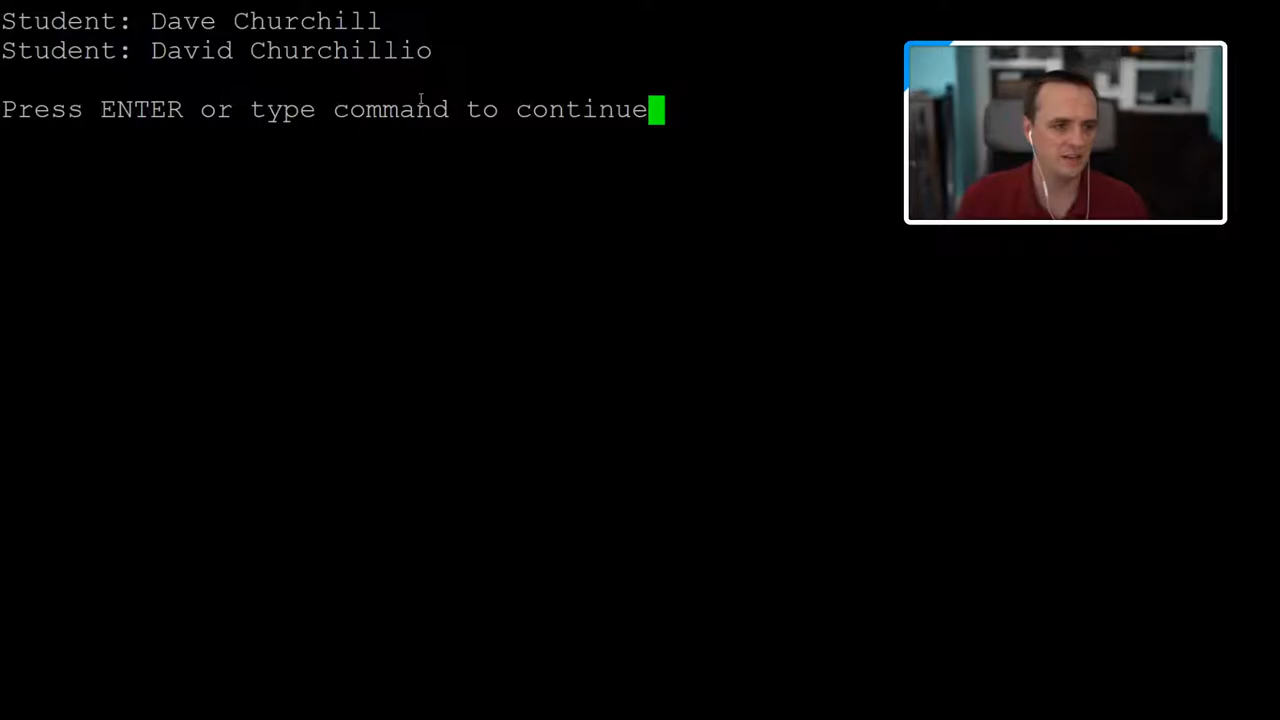 Student: Dave Churchill
Student: David Churchillio
Press ENTER or type command to continue